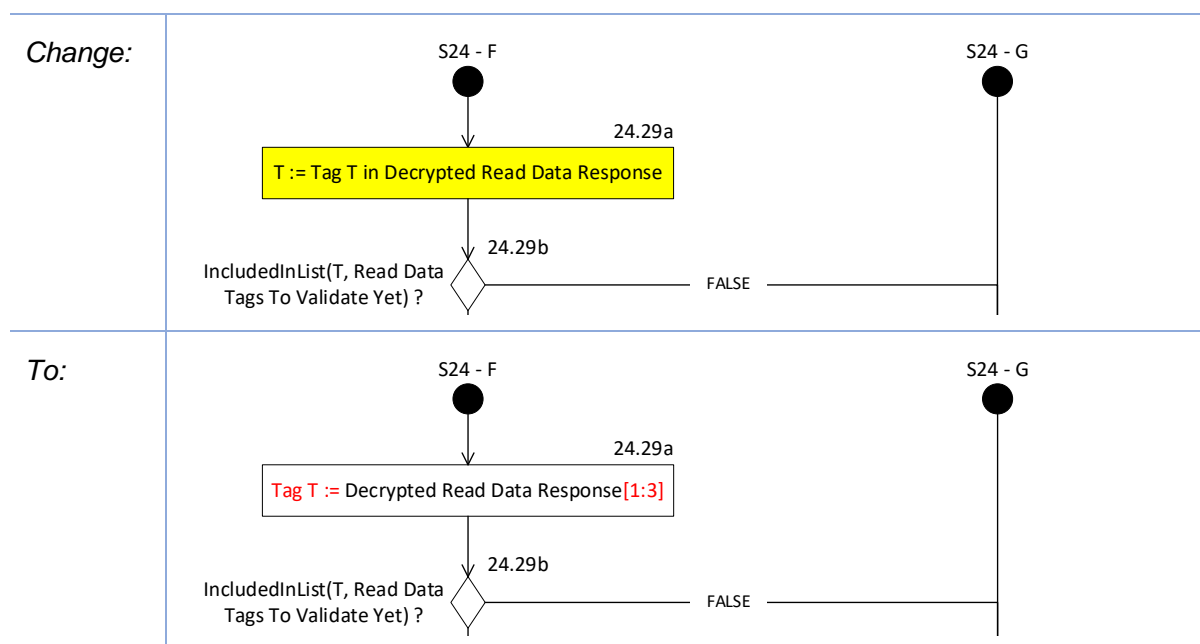 Change:
S24 - F
S24 - G
24.29a
T := Tag T in Decrypted Read Data Response
24.29b
IncludedInList(T, Read Data
Tags To Validate Yet) ?
FALSE
To:
S24 - F
S24 - G
24.29a
Tag T := Decrypted Read Data Response[1:3]
24.29b
IncludedInList(T, Read Data
Tags To Validate Yet) ?
FALSE